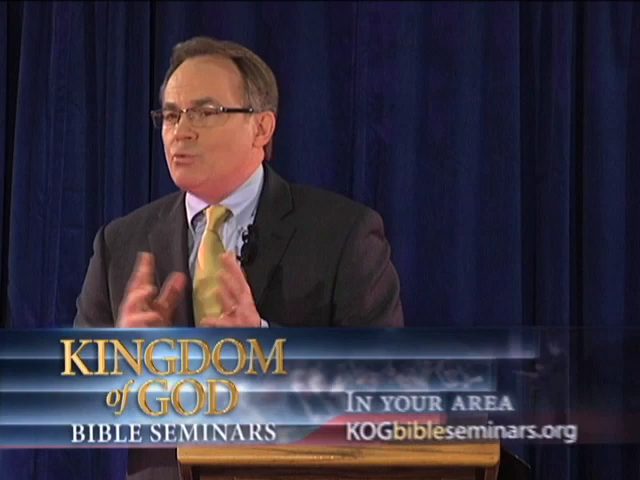 KINGDOM
of GOD
BIBLE SEMINARS
IN YOUR AREA
KOGbibleseminars.org